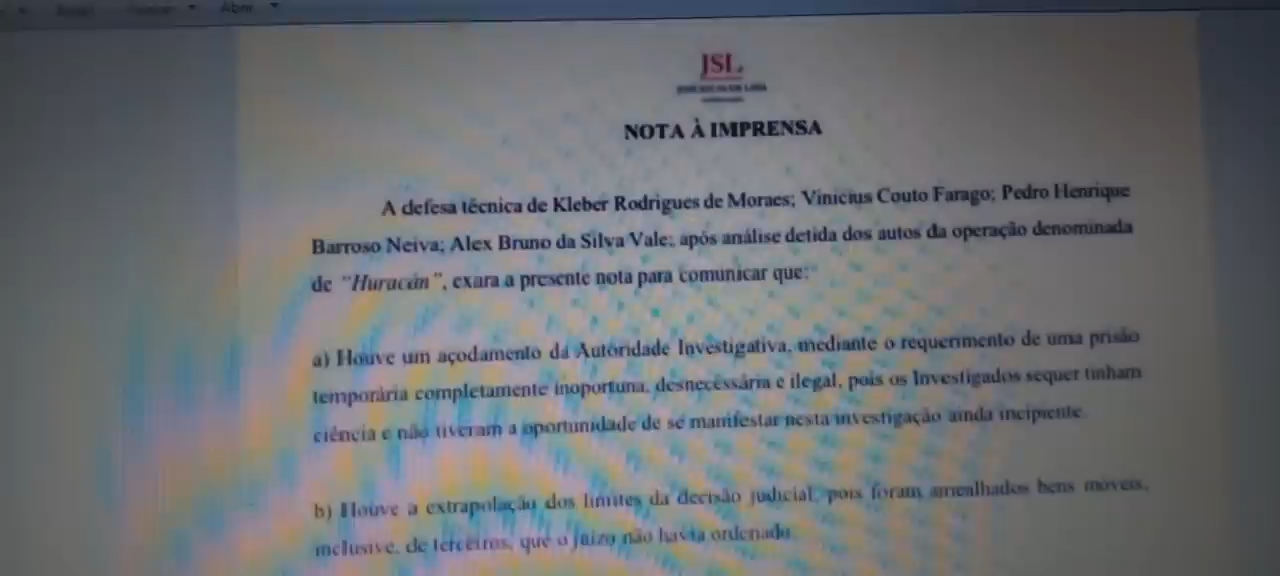 Abrir
JSL
NOTA À IMPRENSA
A defesa técnica de Kleber Rodrigues de Moraes; Vinicius Couto Farago; Pedro Henrique
Barroso Neiva; Alex Bruno da Silva Vale; após análise detida dos autos da operação denominada
de "Huracán", exara a presente nota para comunicar que:
a) Houve um açodamento da Autoridade Investigativa, mediante o requerimento de uma prisão
temporária completamente inoportuna, desnecessária e ilegal, pois os Investigados sequer tinham
ciência e não tiveram a oportunidade de se manifestar nesta investigação ainda incipiente.
b) Houve a extrapolação dos limites da decisão judicial, pois foram amealhados bens móveis,
inclusive, de terceiros, que o juízo não havia ordenado.